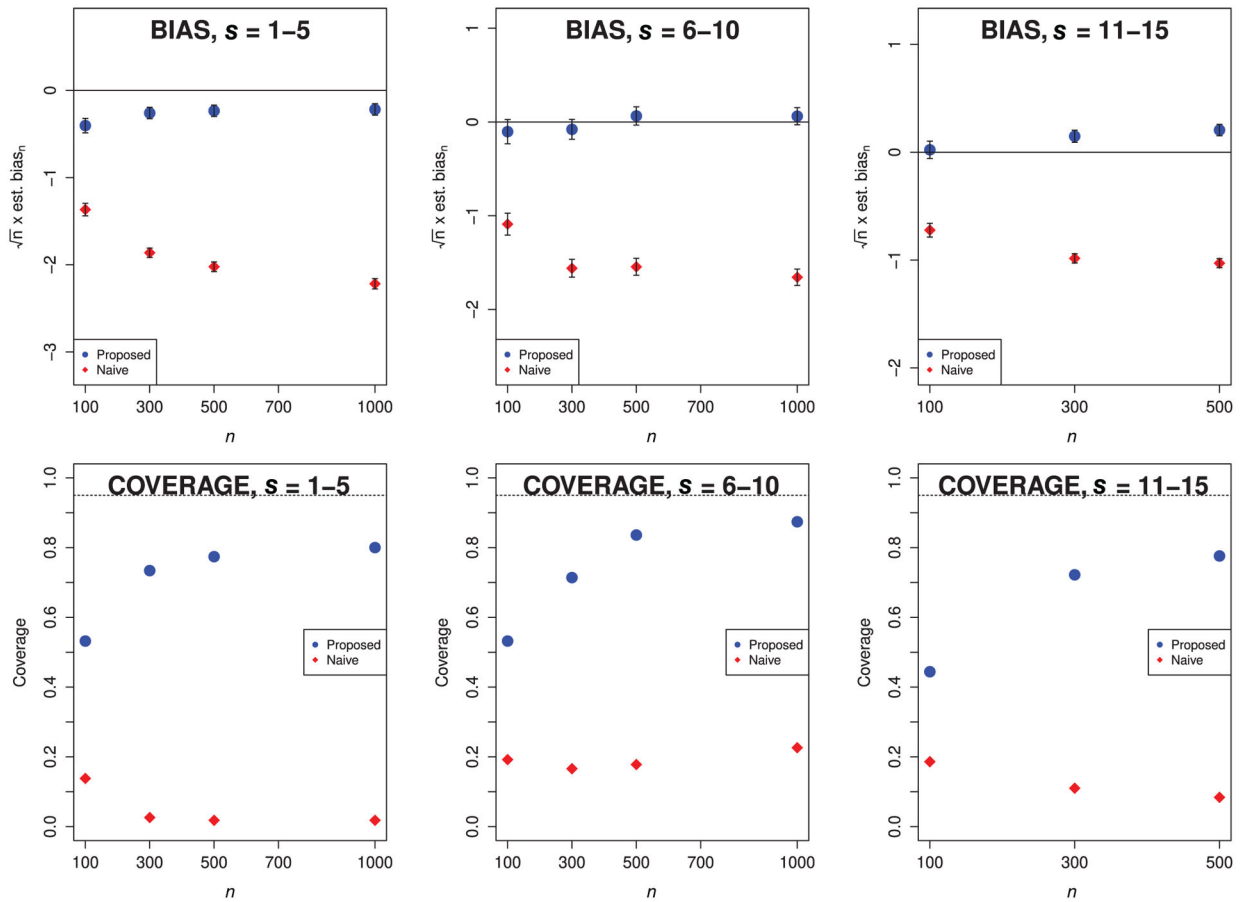 BIAS, s = 1–5
√n x est. biasₙ
0
−1
−2
−3
Proposed
Naive
100 300 500 700 1000
n
BIAS, s = 6–10
√n x est. biasₙ
1
0
−1
−2
Proposed
Naive
100 300 500 700 1000
n
BIAS, s = 11–15
√n x est. biasₙ
1
0
−1
−2
Proposed
Naive
100 300 500
n
COVERAGE, s = 1–5
Coverage
1.0
0.8
0.6
0.4
0.2
0.0
Proposed
Naive
100 300 500 700 1000
n
COVERAGE, s = 6–10
Coverage
1.0
0.8
0.6
0.4
0.2
0.0
Proposed
Naive
100 300 500 700 1000
n
COVERAGE, s = 11–15
Coverage
1.0
0.8
0.6
0.4
0.2
0.0
Proposed
Naive
100 300 500
n